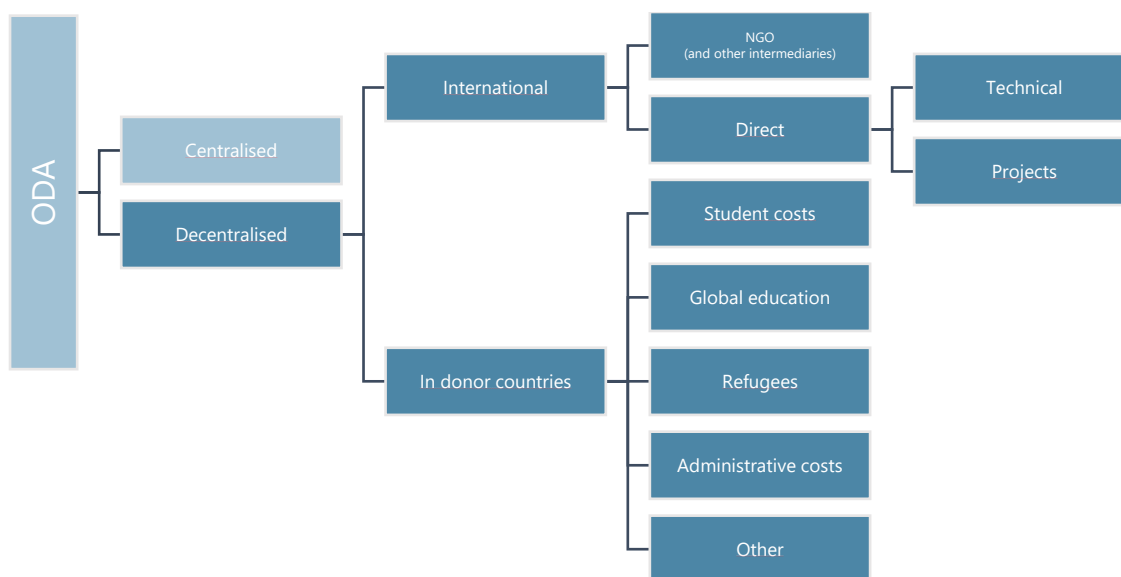 ODA
Centralised
Decentralised
International
In donor countries
NGO
(and other intermediaries)
Direct
Student costs
Global education
Refugees
Administrative costs
Other
Technical
Projects